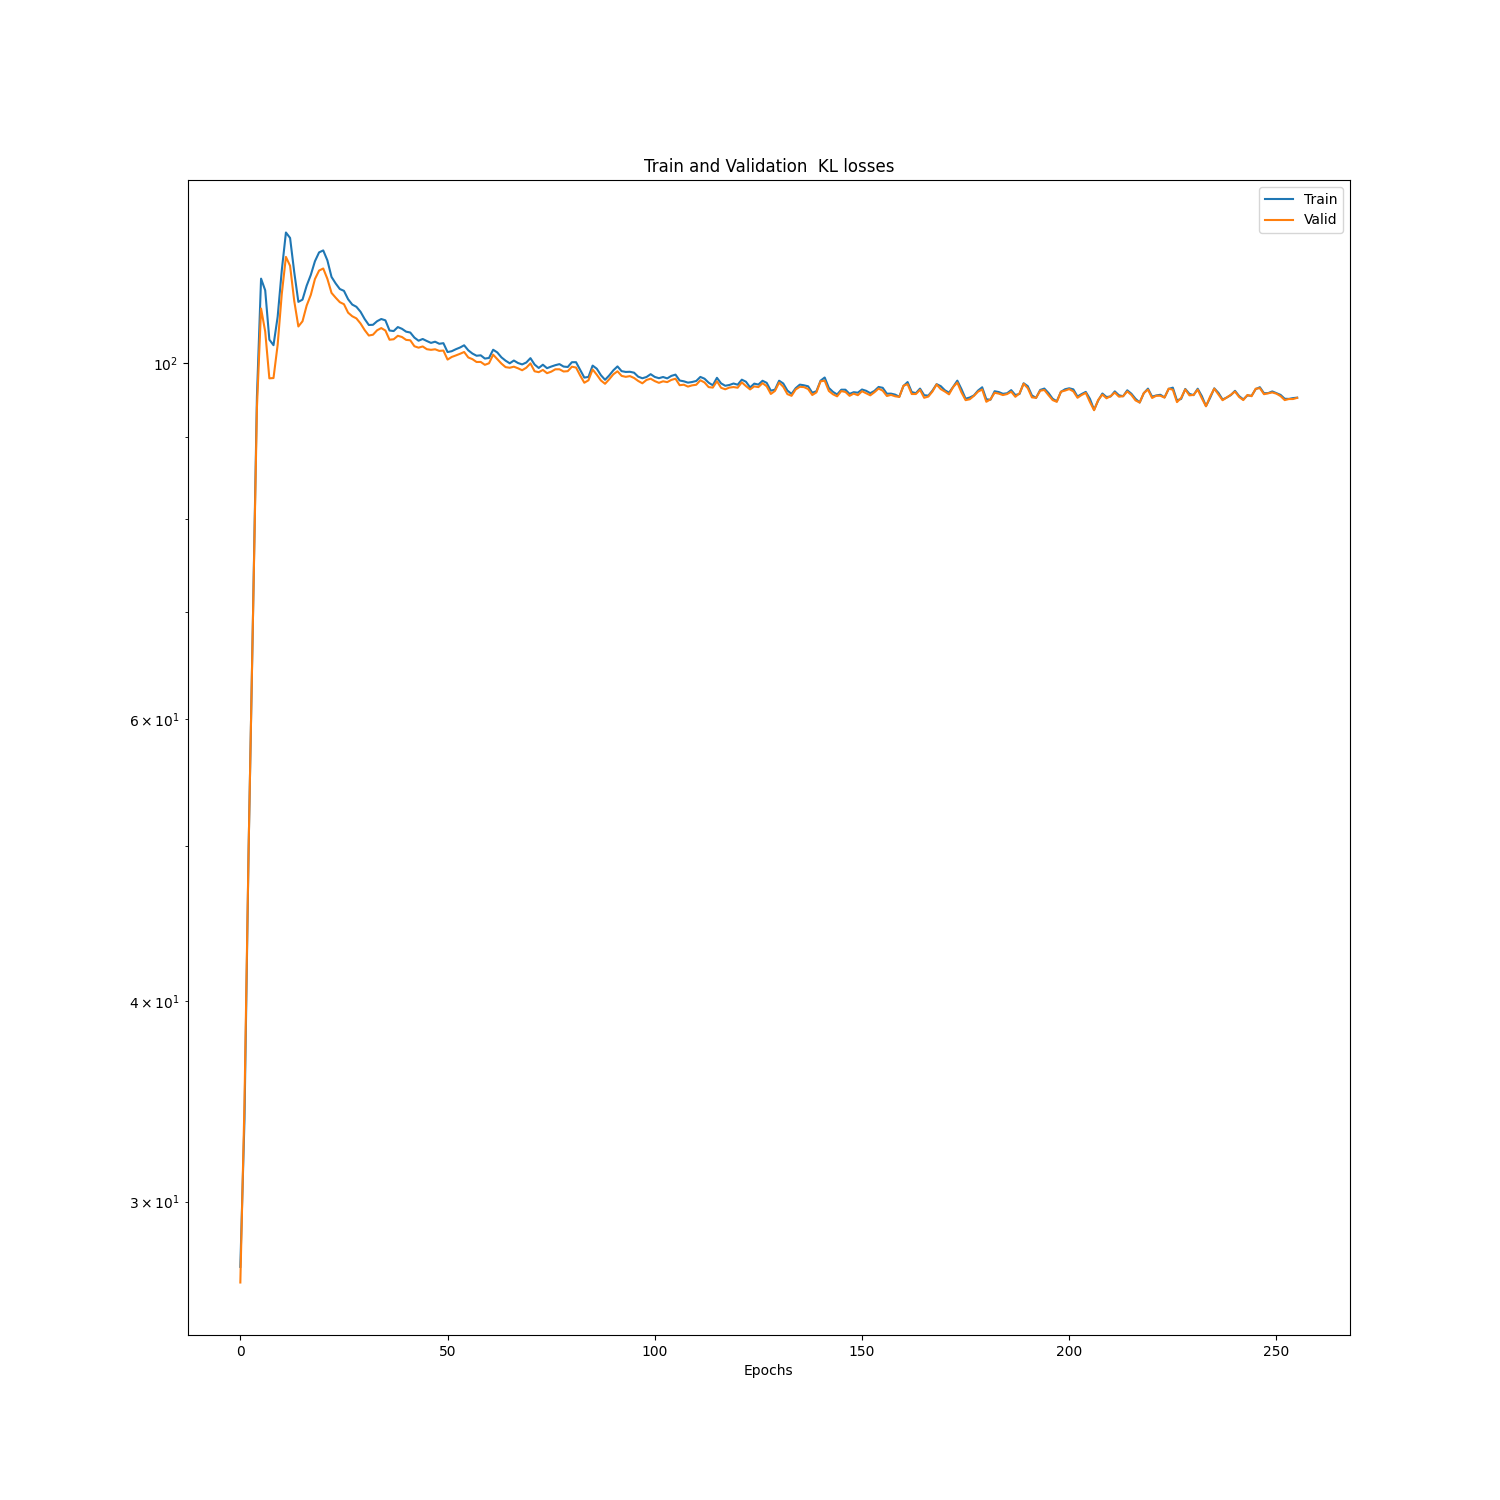 Train and Validation  KL losses
Train
Valid
10²
6 × 10¹
4 × 10¹
3 × 10¹
0 50 100 150 200 250
Epochs